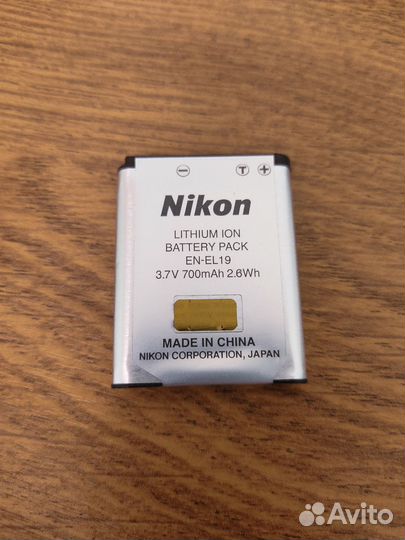 − T +
Nikon
LITHIUM ION
BATTERY PACK
EN-EL19
3.7V 700mAh 2.6Wh
MADE IN CHINA
NIKON CORPORATION, JAPAN
Avito